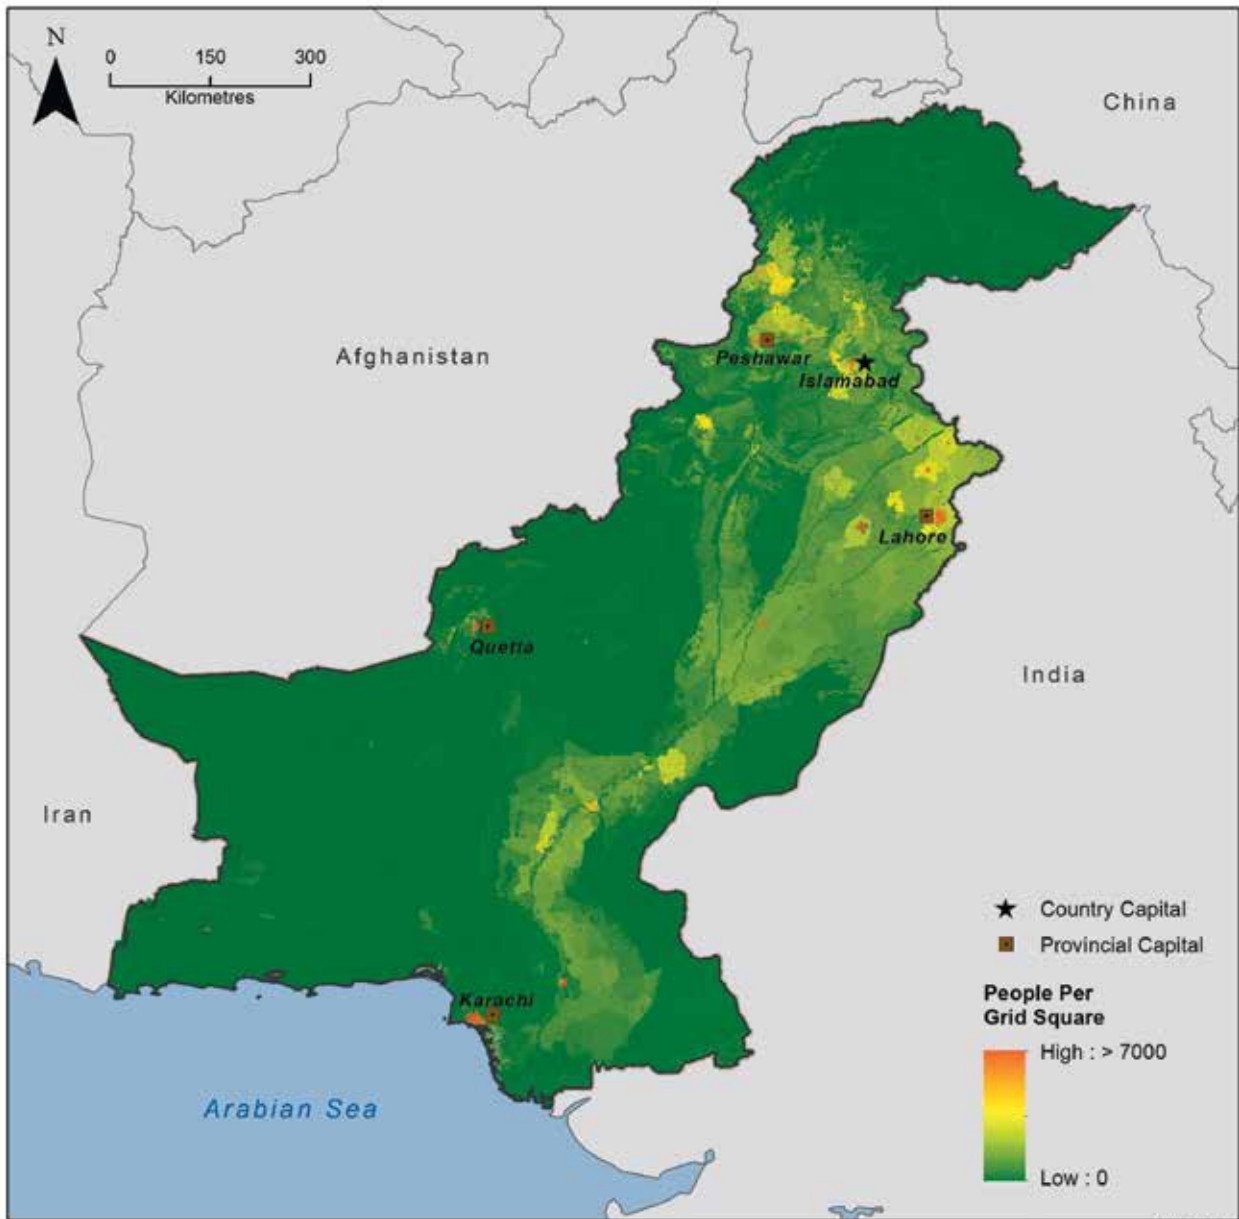 N
0 150 300
Kilometres
China
Afghanistan
Peshawar
Islamabad
Lahore
Quetta
India
Iran
Country Capital
Provincial Capital
People Per
Grid Square
High : > 7000
Low : 0
Karachi
Arabian Sea